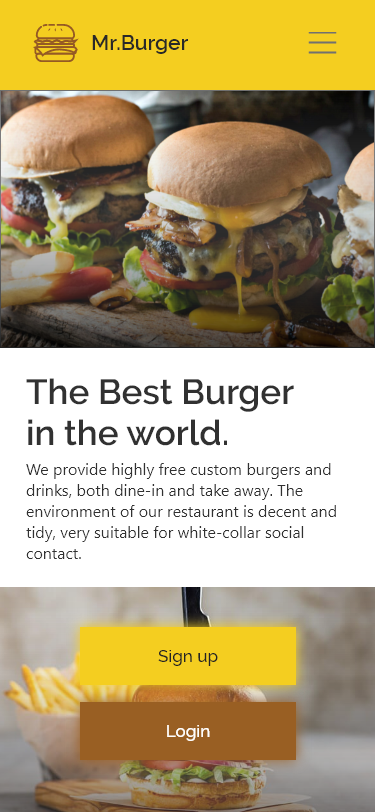 Mr.Burger
The Best Burger
in the world.
We provide highly free custom burgers and
drinks, both dine-in and take away. The
environment of our restaurant is decent and
tidy, very suitable for white-collar social
contact.
Sign up
Login